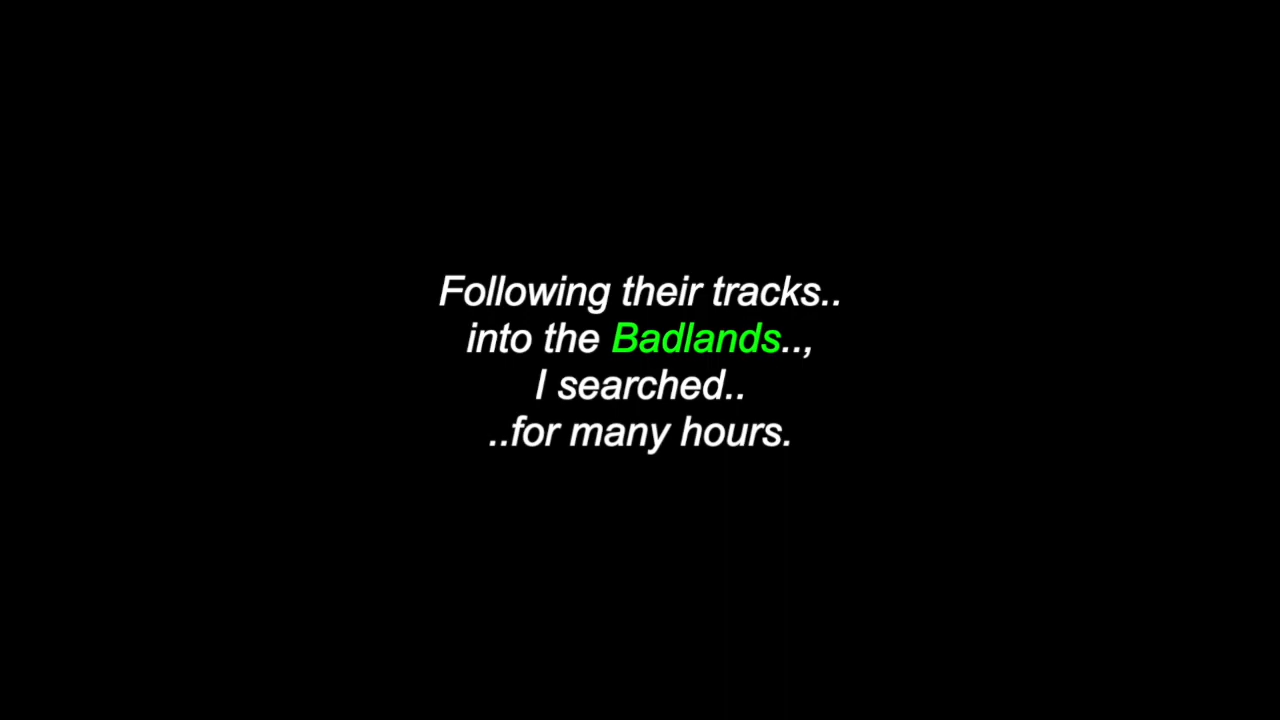 Following their tracks..
into the Badlands..,
I searched..
..for many hours.